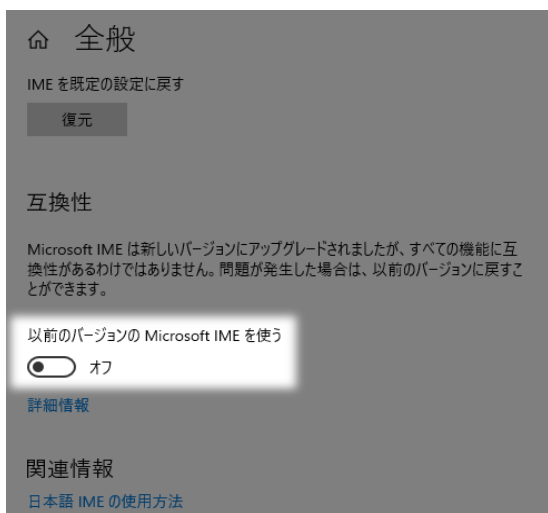 全般
IME を既定の設定に戻す
復元
互換性
Microsoft IME は新しいバージョンにアップグレードされましたが、すべての機能に互
換性があるわけではありません。問題が発生した場合は、以前のバージョンに戻すこ
とができます。
以前のバージョンの Microsoft IME を使う
オフ
詳細情報
関連情報
日本語 IME の使用方法